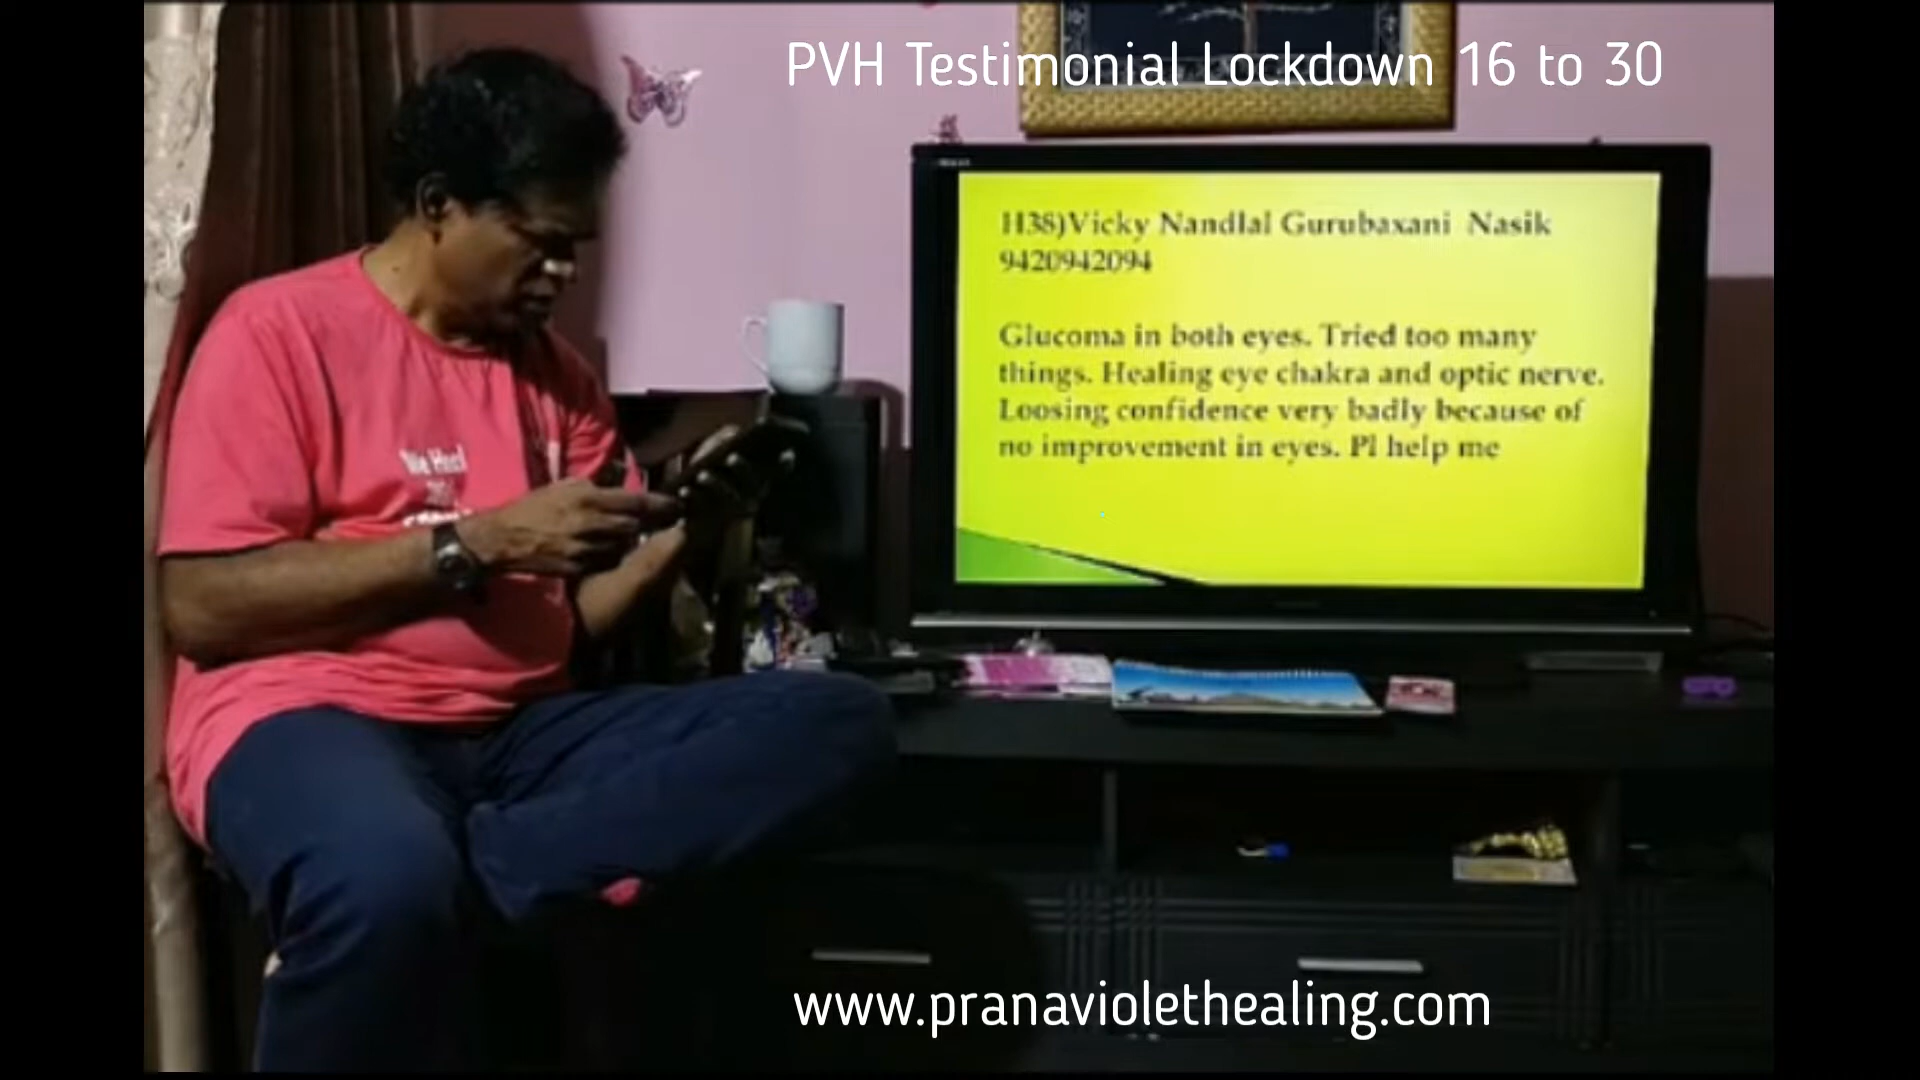 PVH Testimonial Lockdown 16 to 30
H38)Vicky Nandlal Gurubaxani Nasik
9420942094
Glucoma in both eyes. Tried too many
things. Healing eye chakra and optic nerve.
Loosing confidence very badly because of
no improvement in eyes. Pl help me
We Heal
www.pranaviolethealing.com